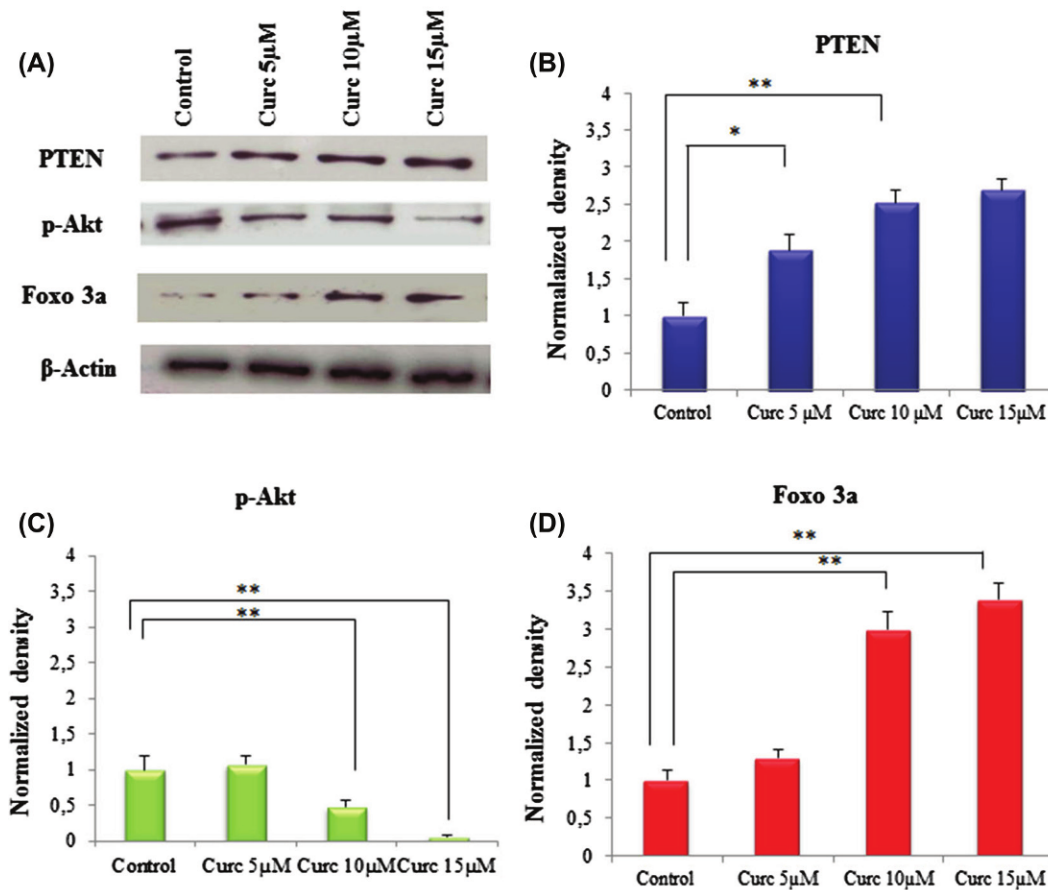 (A)
Control
Curc 5µM
Curc 10µM
Curc 15µM
PTEN
p-Akt
Foxo 3a
β-Actin
(B)
PTEN
Normalaized density
4
3,5
3
2,5
2
1,5
1
0,5
0
**
*
Control
Curc 5 µM
Curc 10 µM
Curc 15µM
(C)
p-Akt
Normalized density
4
3,5
3
2,5
2
1,5
1
0,5
0
**
**
Control
Curc 5µM
Curc 10µM
Curc 15µM
(D)
Foxo 3a
Normalized density
4
3,5
3
2,5
2
1,5
1
0,5
0
**
**
Control
Curc 5µM
Curc 10µM
Curc 15µM